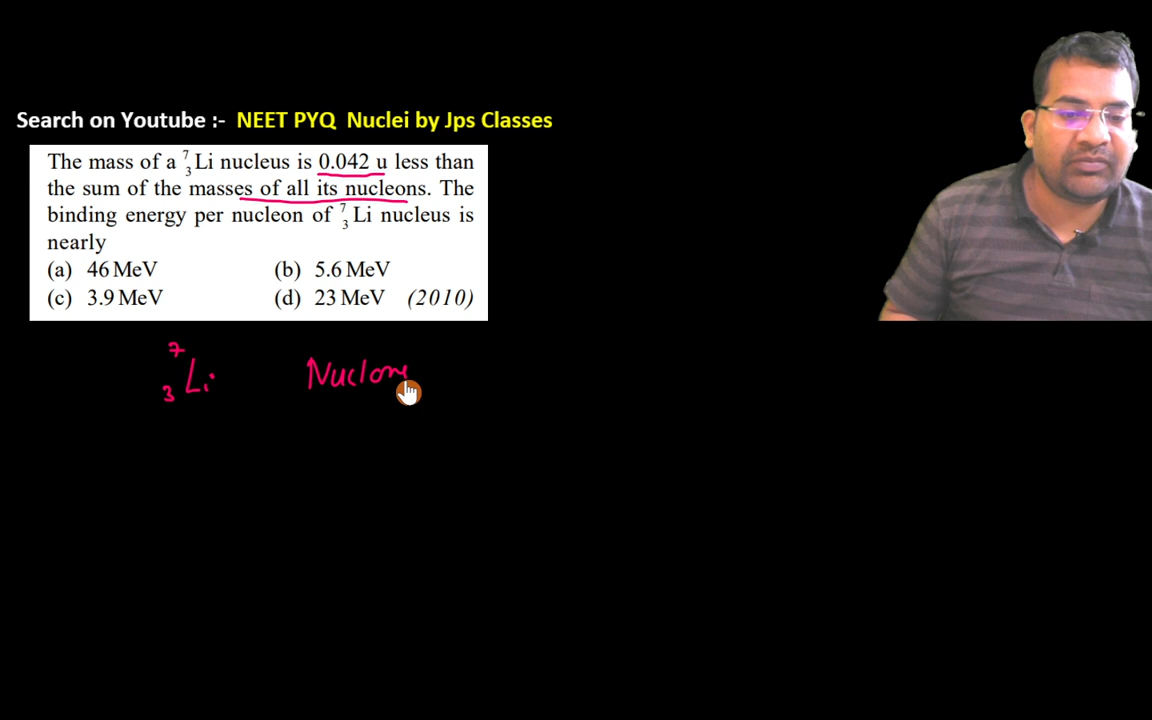 Search on Youtube :- NEET PYQ Nuclei by Jps Classes
The mass of a ⁷₃Li nucleus is 0.042 u less than
the sum of the masses of all its nucleons. The
binding energy per nucleon of ⁷₃Li nucleus is
nearly
(a) 46 MeV (b) 5.6 MeV
(c) 3.9 MeV (d) 23 MeV (2010)
⁷₃Li Nuclon